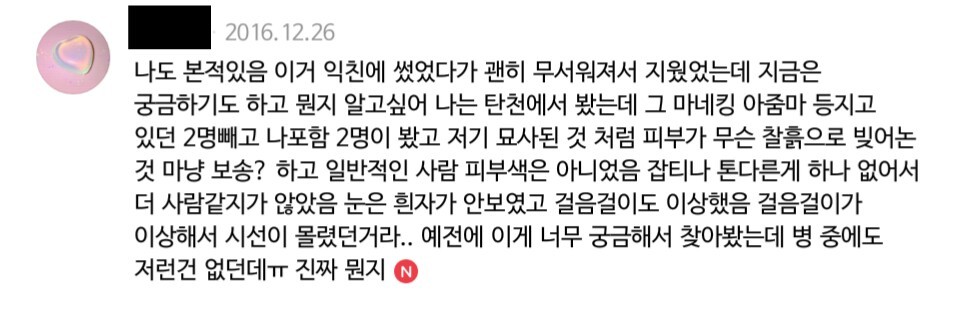 2016.12.26
나도 본적있음 이거 익친에 썼었다가 괜히 무서워져서 지웠었는데 지금은
궁금하기도 하고 뭔지 알고싶어 나는 탄천에서 봤는데 그 마네킹 아줌마 등지고
있던 2명빼고 나포함 2명이 봤고 저기 묘사된 것 처럼 피부가 무슨 찰흙으로 빚어논
것 마냥 보송? 하고 일반적인 사람 피부색은 아니었음 잡티나 톤다른게 하나 없어서
더 사람같지가 않았음 눈은 흰자가 안보였고 걸음걸이도 이상했음 걸음걸이가
이상해서 시선이 몰렸던거라.. 예전에 이게 너무 궁금해서 찾아봤는데 병 중에도
저런건 없던데ㅠ 진짜 뭔지 N